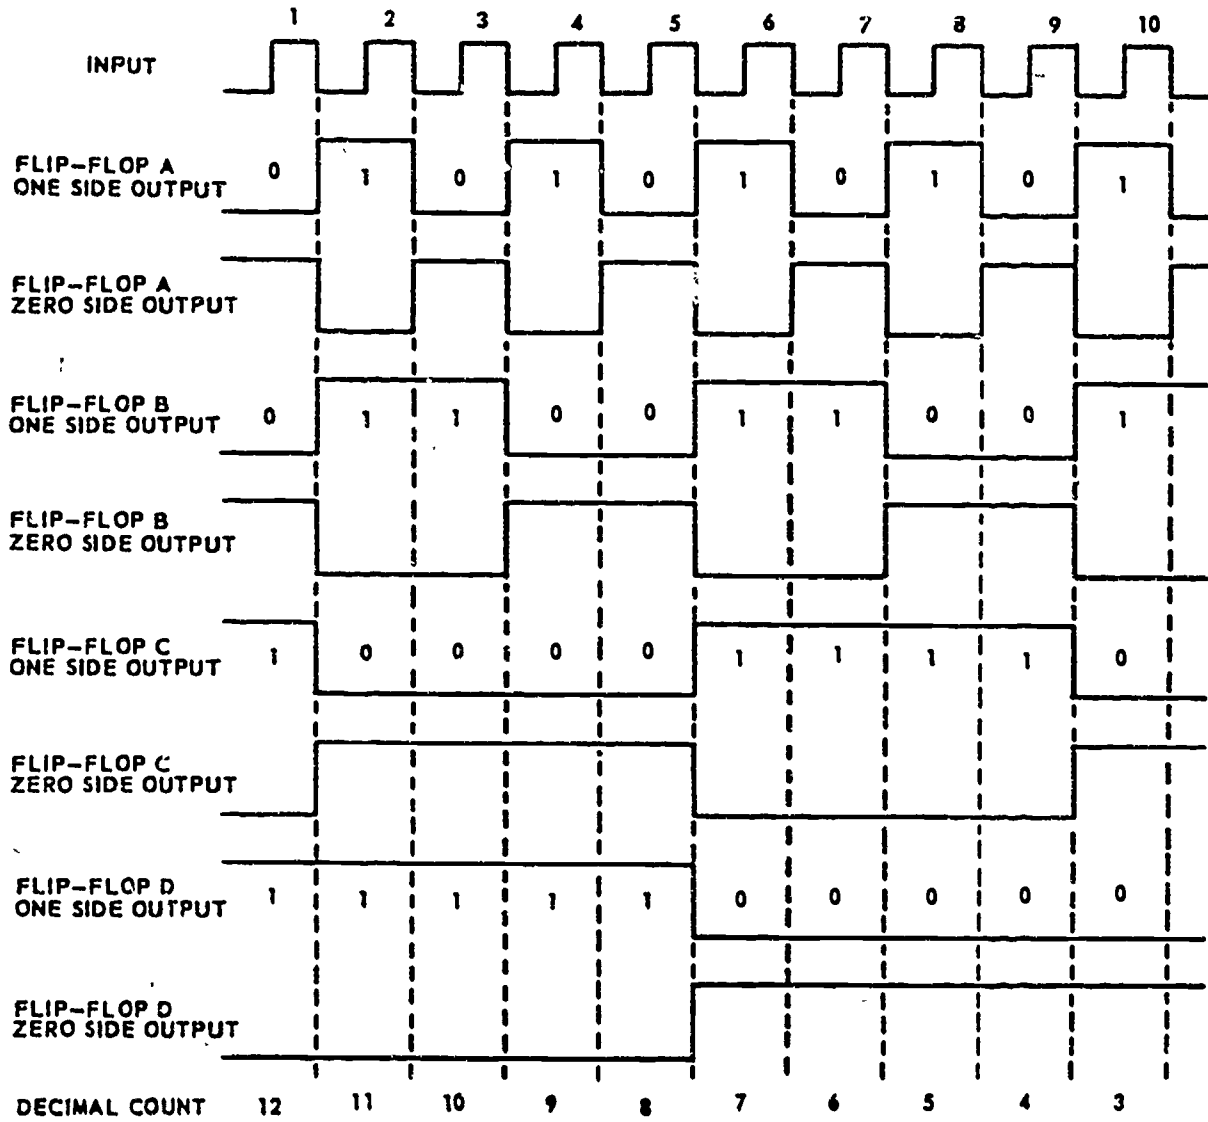 1 2 3 4 5 6 7 8 9 10
INPUT
FLIP-FLOP A
ONE SIDE OUTPUT
0 1 0 1 0 1 0 1 0 1
FLIP-FLOP A
ZERO SIDE OUTPUT
FLIP-FLOP B
ONE SIDE OUTPUT
0 1 1 0 0 1 1 0 0 1
FLIP-FLOP B
ZERO SIDE OUTPUT
FLIP-FLOP C
ONE SIDE OUTPUT
1 0 0 0 0 1 1 1 1 0
FLIP-FLOP C
ZERO SIDE OUTPUT
FLIP-FLOP D
ONE SIDE OUTPUT
1 1 1 1 1 0 0 0 0 0
FLIP-FLOP D
ZERO SIDE OUTPUT
DECIMAL COUNT 12 11 10 9 8 7 6 5 4 3